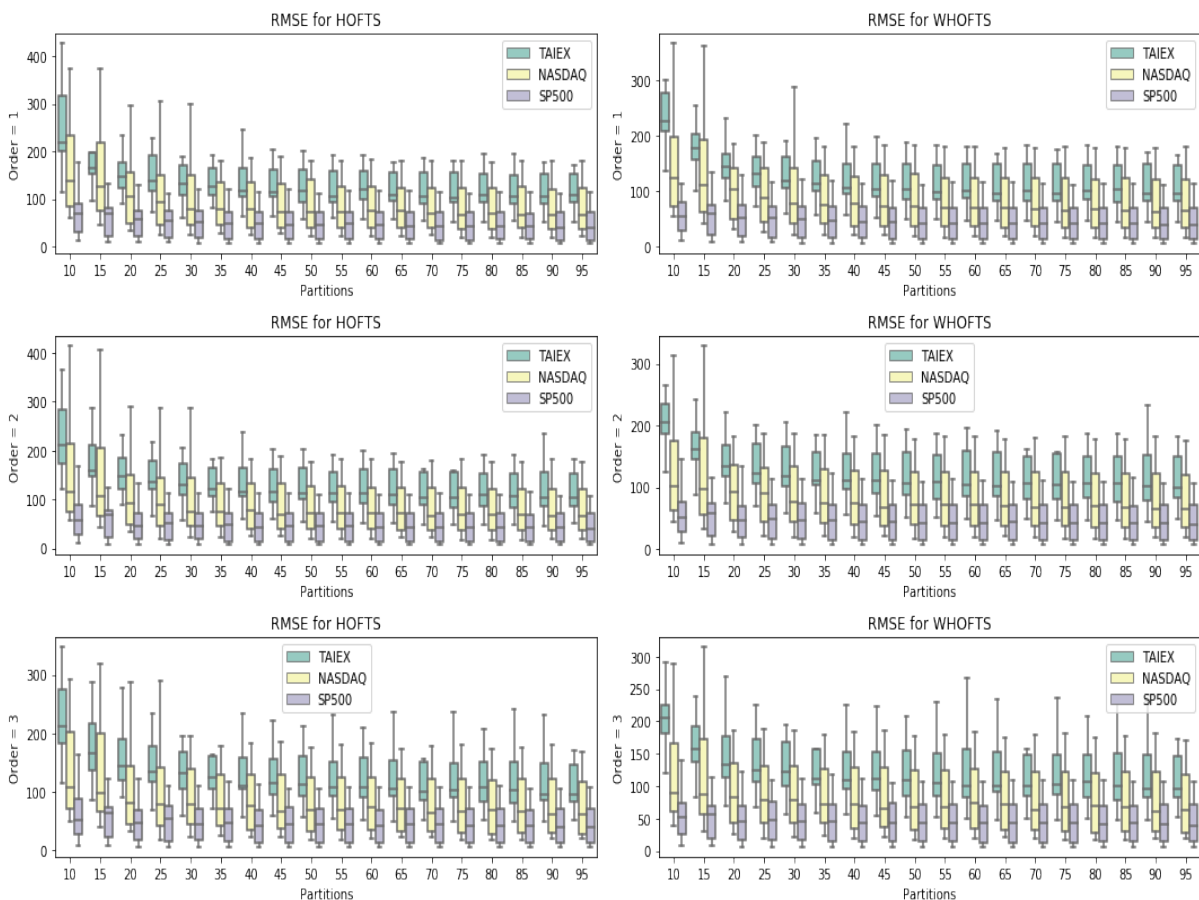 RMSE for HOFTS
400
300
200
100
0
Order = 1
TAIEX
NASDAQ
SP500
10 15 20 25 30 35 40 45 50 55 60 65 70 75 80 85 90 95
Partitions
RMSE for WHOFTS
300
200
100
0
Order = 1
TAIEX
NASDAQ
SP500
10 15 20 25 30 35 40 45 50 55 60 65 70 75 80 85 90 95
Partitions
RMSE for HOFTS
400
300
200
100
0
Order = 2
TAIEX
NASDAQ
SP500
10 15 20 25 30 35 40 45 50 55 60 65 70 75 80 85 90 95
Partitions
RMSE for WHOFTS
300
200
100
0
Order = 2
TAIEX
NASDAQ
SP500
10 15 20 25 30 35 40 45 50 55 60 65 70 75 80 85 90 95
Partitions
RMSE for HOFTS
300
200
100
0
Order = 3
TAIEX
NASDAQ
SP500
10 15 20 25 30 35 40 45 50 55 60 65 70 75 80 85 90 95
Partitions
RMSE for WHOFTS
350
300
250
200
150
100
50
0
Order = 3
TAIEX
NASDAQ
SP500
10 15 20 25 30 35 40 45 50 55 60 65 70 75 80 85 90 95
Partitions